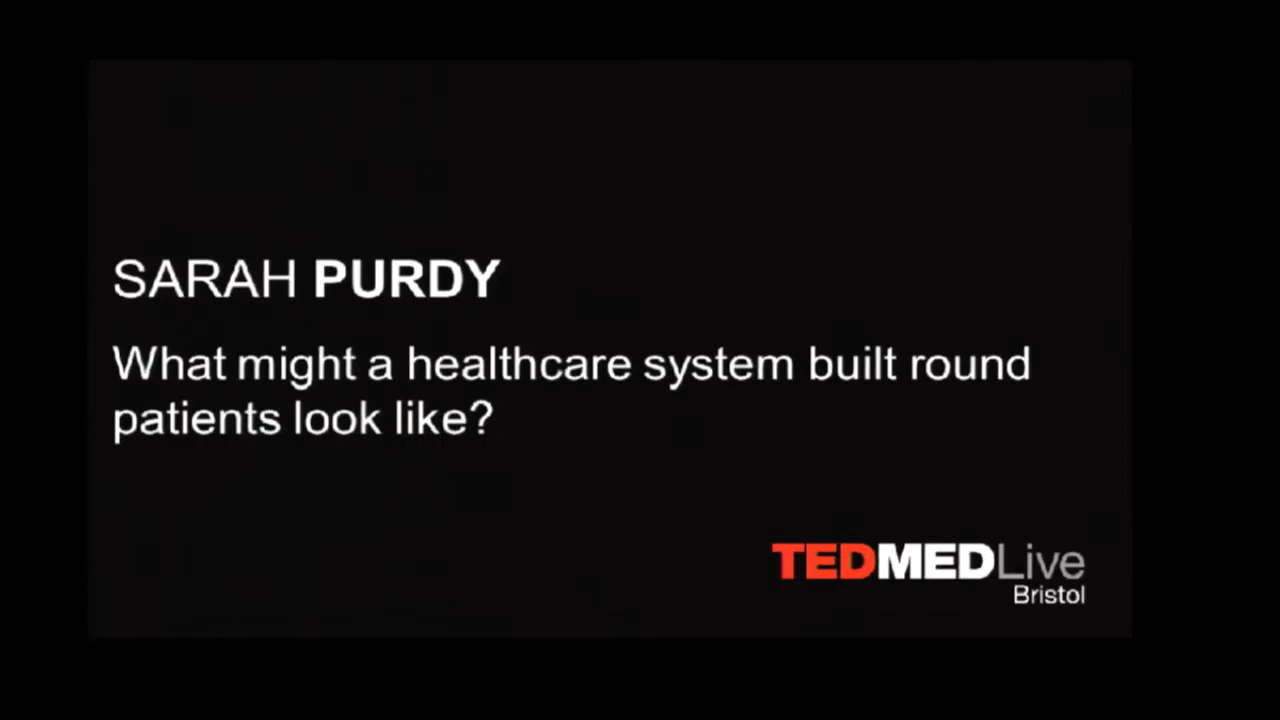 SARAH PURDY
What might a healthcare system built round
patients look like?
TEDMEDLive
Bristol